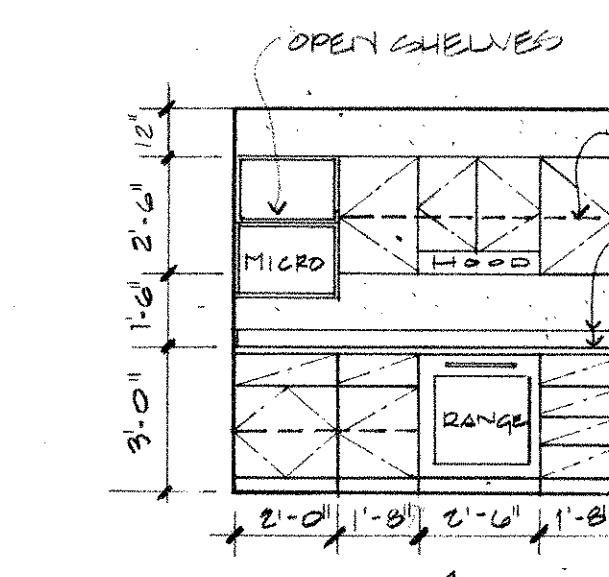 OPEN SHELVES
12"
2'-6"
MICRO
HOOD
1'-6"
3'-0"
RANGE
2'-0"
1'-8"
2'-6"
1'-8